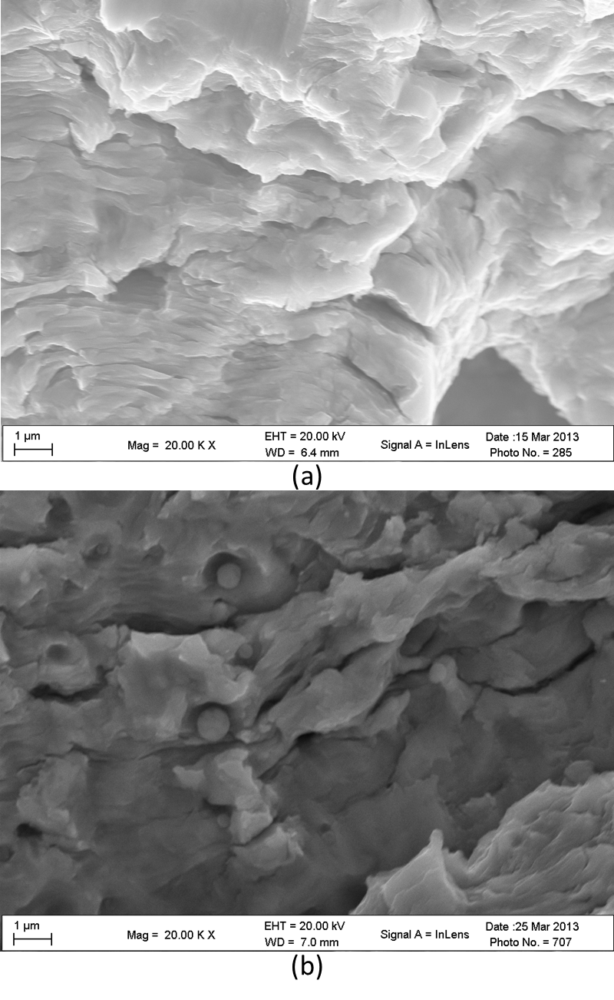 1 µm
Mag = 20.00 K X
EHT = 20.00 kV
WD = 6.4 mm
Signal A = InLens
Date :15 Mar 2013
Photo No. = 285
(a)
1 µm
Mag = 20.00 K X
EHT = 20.00 kV
WD = 7.0 mm
Signal A = InLens
Date :25 Mar 2013
Photo No. = 707
(b)